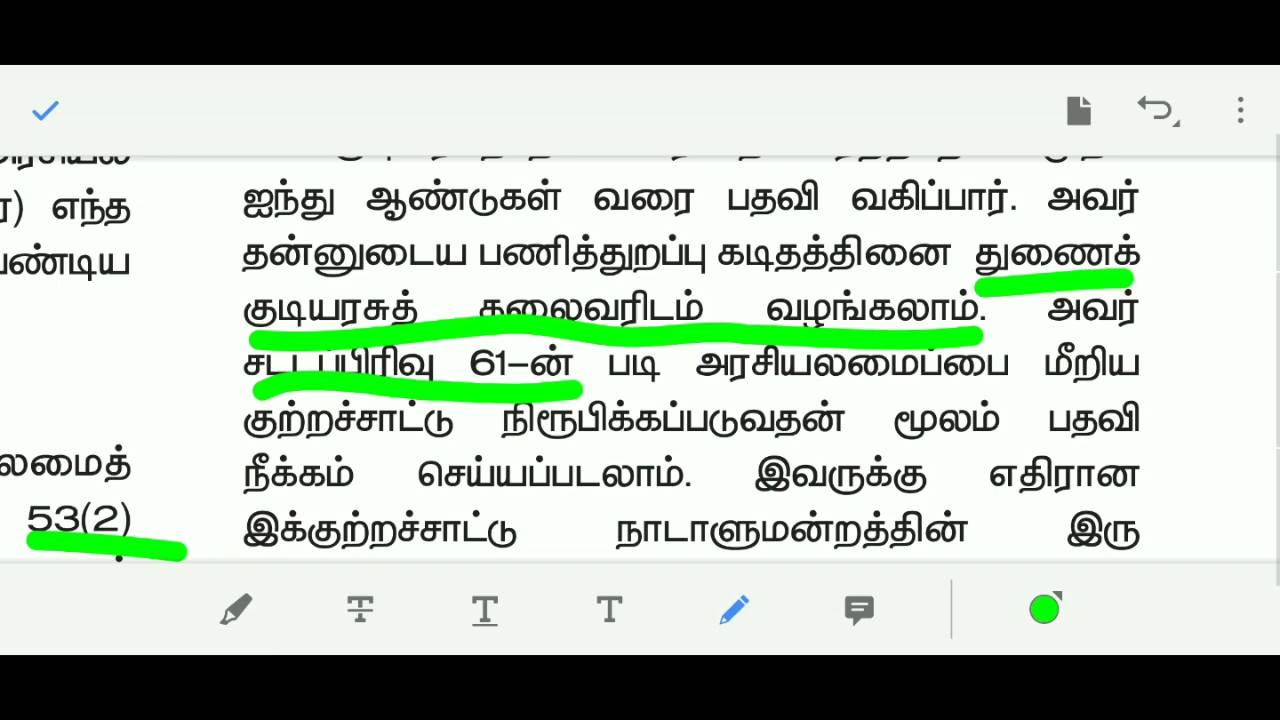 எந்த
லமைத்
53(2)
ஐந்து ஆண்டுகள் வரை பதவி வகிப்பார். அவர்
தன்னுடைய பணித்துறப்பு கடிதத்தினை துணைக்
குடியரசுத் தலைவரிடம் வழங்கலாம். அவர்
சட்டப்பிரிவு 61-ன் படி அரசியலமைப்பை மீறிய
குற்றச்சாட்டு நிரூபிக்கப்படுவதன் மூலம் பதவி
நீக்கம் செய்யப்படலாம். இவருக்கு எதிரான
இக்குற்றச்சாட்டு நாடாளுமன்றத்தின் இரு